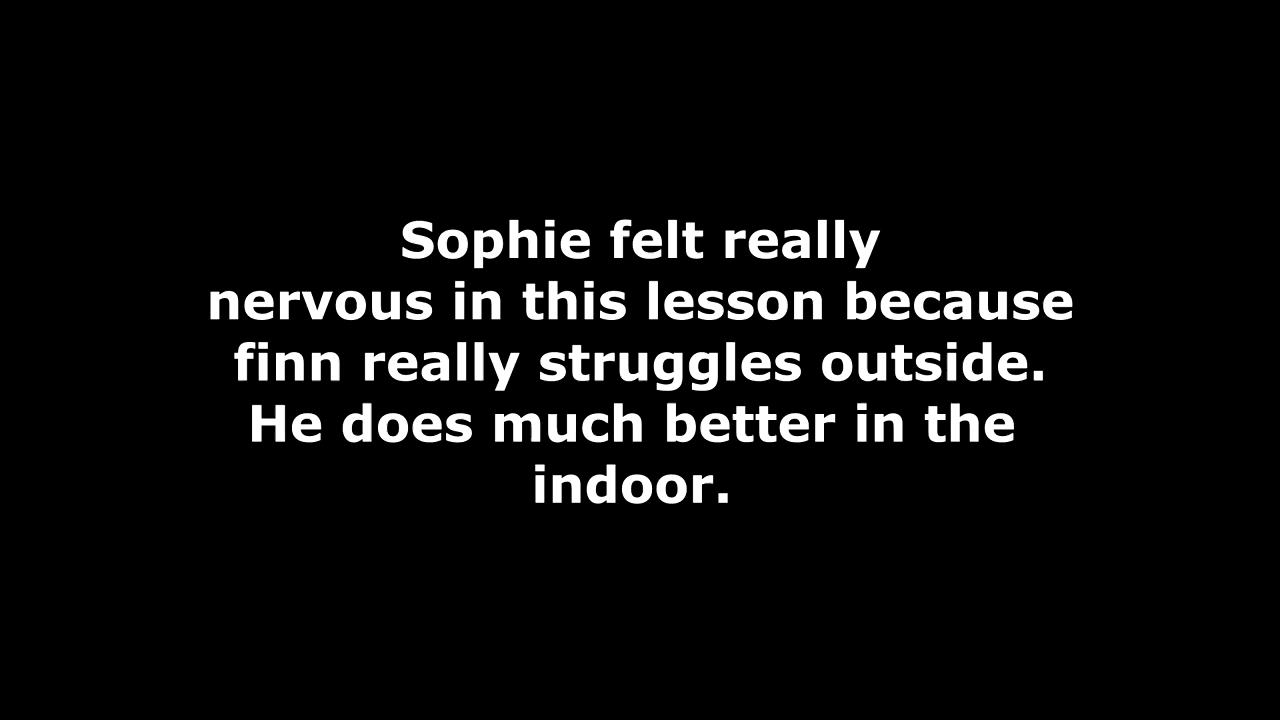 Sophie felt really
nervous in this lesson because
finn really struggles outside.
He does much better in the
indoor.